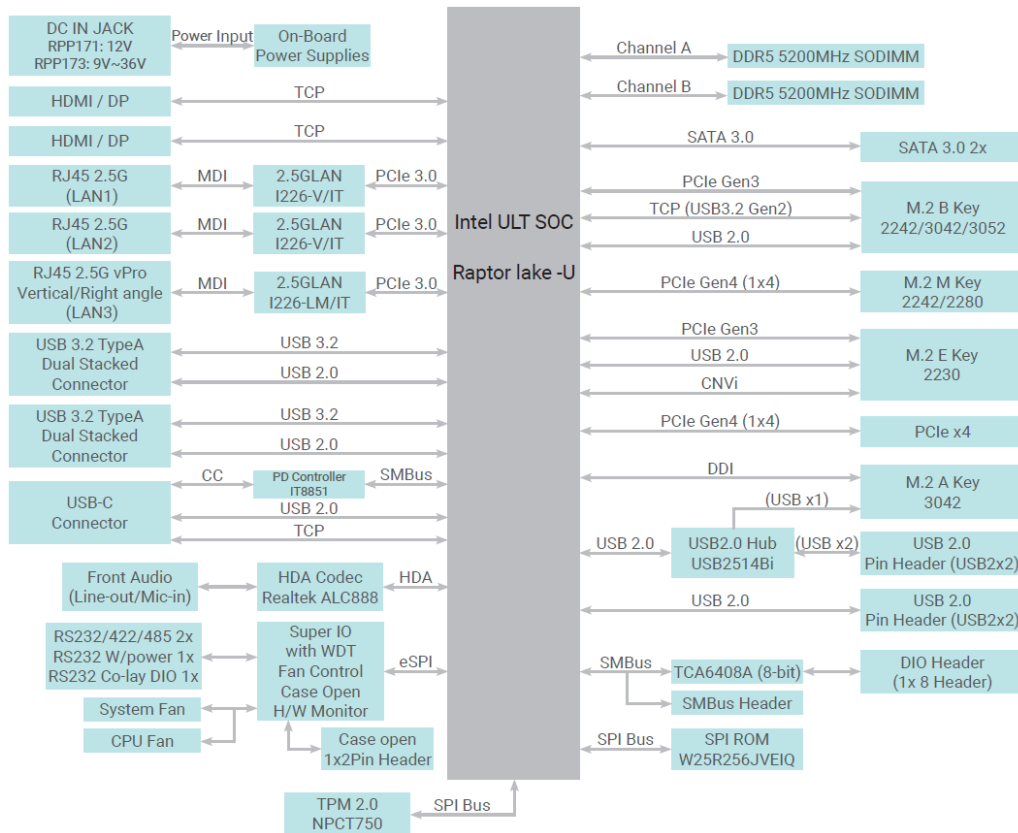 DC IN JACK
RPP171: 12V
RPP173: 9V~36V
Power Input
On-Board
Power Supplies
HDMI / DP
TCP
HDMI / DP
TCP
RJ45 2.5G
(LAN1)
MDI
2.5GLAN
I226-V/IT
PCIe 3.0
RJ45 2.5G
(LAN2)
MDI
2.5GLAN
I226-V/IT
PCIe 3.0
RJ45 2.5G vPro
Vertical/Right angle
(LAN3)
MDI
2.5GLAN
I226-LM/IT
PCIe 3.0
USB 3.2 TypeA
Dual Stacked
Connector
USB 3.2
USB 2.0
USB 3.2 TypeA
Dual Stacked
Connector
USB 3.2
USB 2.0
USB-C
Connector
CC
PD Controller
IT8851
SMBus
USB 2.0
TCP
Front Audio
(Line-out/Mic-in)
HDA Codec
Realtek ALC888
HDA
RS232/422/485 2x
RS232 W/power 1x
RS232 Co-lay DIO 1x
Super IO
with WDT
Fan Control
Case Open
H/W Monitor
eSPI
System Fan
CPU Fan
Case open
1x2Pin Header
TPM 2.0
NPCT750
SPI Bus
Intel ULT SOC
Raptor lake -U
Channel A
DDR5 5200MHz SODIMM
Channel B
DDR5 5200MHz SODIMM
SATA 3.0
SATA 3.0 2x
PCIe Gen3
TCP (USB3.2 Gen2)
USB 2.0
M.2 B Key
2242/3042/3052
PCIe Gen4 (1x4)
M.2 M Key
2242/2280
PCIe Gen3
USB 2.0
CNVi
M.2 E Key
2230
PCIe Gen4 (1x4)
PCIe x4
DDI
M.2 A Key
3042
(USB x1)
USB 2.0
USB2.0 Hub
USB2514Bi
(USB x2)
USB 2.0
Pin Header (USB2x2)
USB 2.0
USB 2.0
Pin Header (USB2x2)
SMBus
TCA6408A (8-bit)
DIO Header
(1x 8 Header)
SMBus Header
SPI Bus
SPI ROM
W25R256JVEIQ